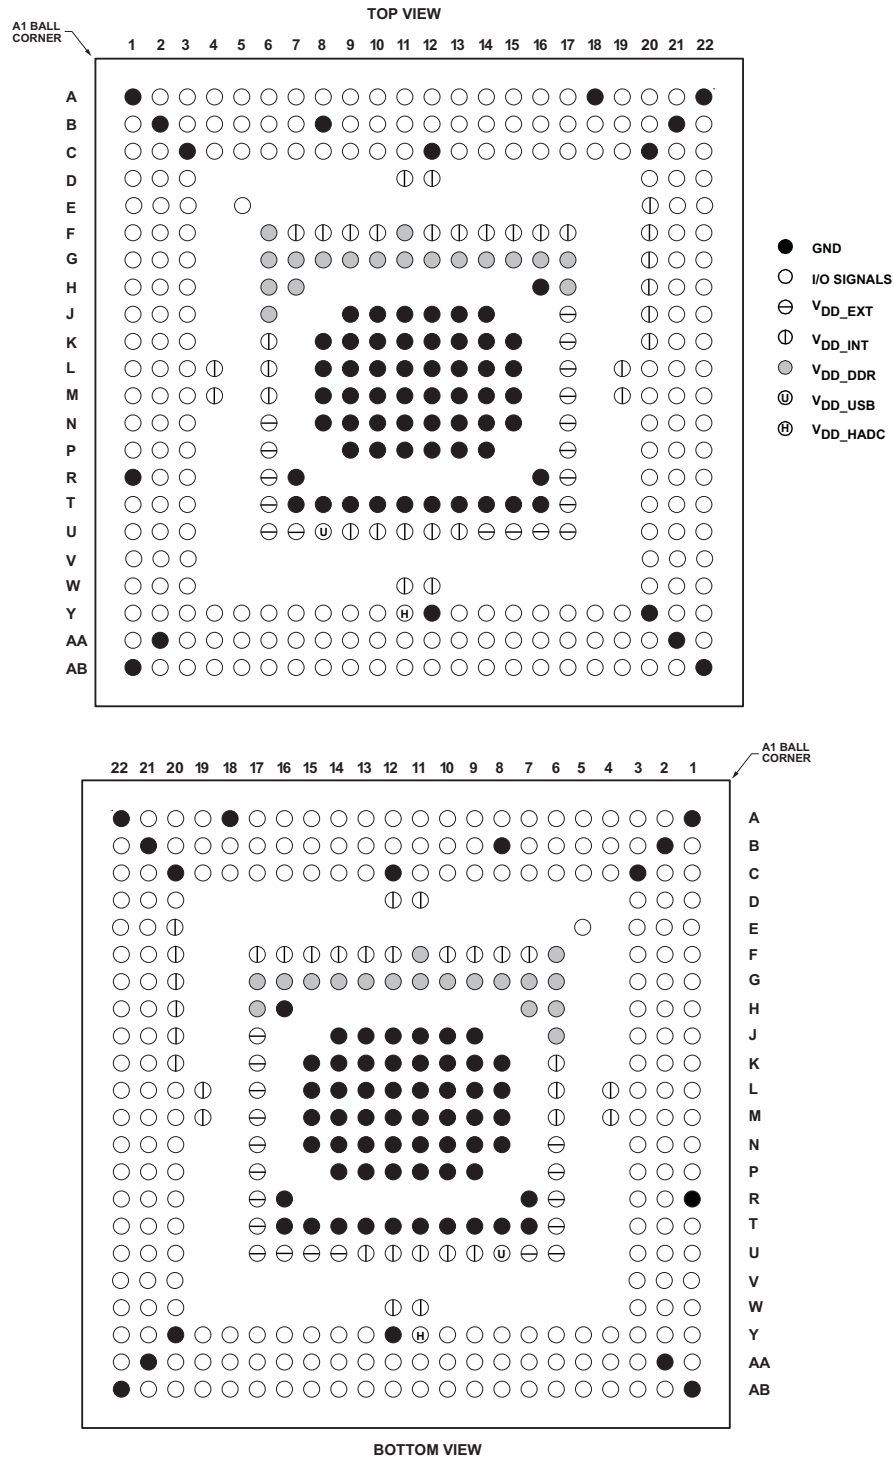 TOP VIEW
A1 BALL
CORNER
1 2 3 4 5 6 7 8 9 10 11 12 13 14 15 16 17 18 19 20 21 22
A
B
C
D
E
F
G
H
J
K
L
M
N
P
R
T
U
U
V
W
Y
H
AA
AB
GND
I/O SIGNALS
VDD_EXT
VDD_INT
VDD_DDR
U VDD_USB
H VDD_HADC
A1 BALL
CORNER
22 21 20 19 18 17 16 15 14 13 12 11 10 9 8 7 6 5 4 3 2 1
A
B
C
D
E
F
G
H
J
K
L
M
N
P
R
T
U U
V
W
H Y
AA
AB
BOTTOM VIEW